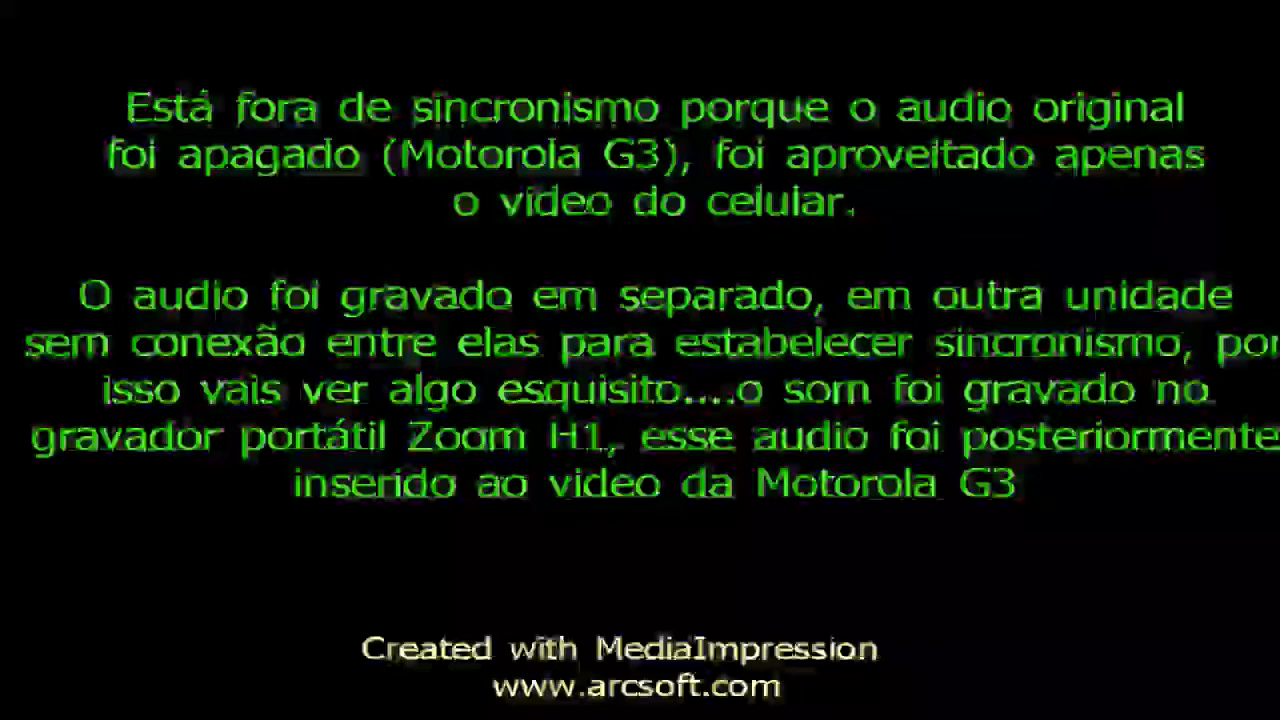 Está fora de sincronismo porque o audio original
foi apagado (Motorola G3), foi aproveitado apenas
o video do celular.
O audio foi gravado em separado, em outra unidade
sem conexão entre elas para estabelecer sincronismo, por
isso vais ver algo esquisito....o som foi gravado no
gravador portátil Zoom H1, esse audio foi posteriormente
inserido ao video da Motorola G3
Created with MediaImpression
www.arcsoft.com